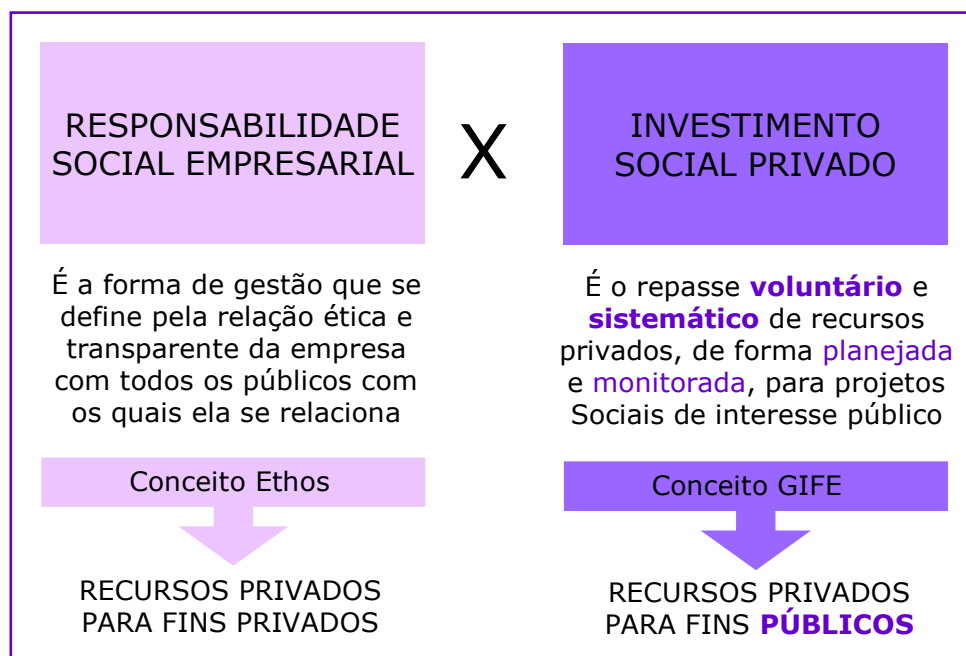 RESPONSABILIDADE
SOCIAL EMPRESARIAL
X
INVESTIMENTO
SOCIAL PRIVADO
É a forma de gestão que se
define pela relação ética e
transparente da empresa
com todos os públicos com
os quais ela se relaciona
É o repasse voluntário e
sistemático de recursos
privados, de forma planejada
e monitorada, para projetos
Sociais de interesse público
Conceito Ethos
Conceito GIFE
RECURSOS PRIVADOS
PARA FINS PRIVADOS
RECURSOS PRIVADOS
PARA FINS PÚBLICOS